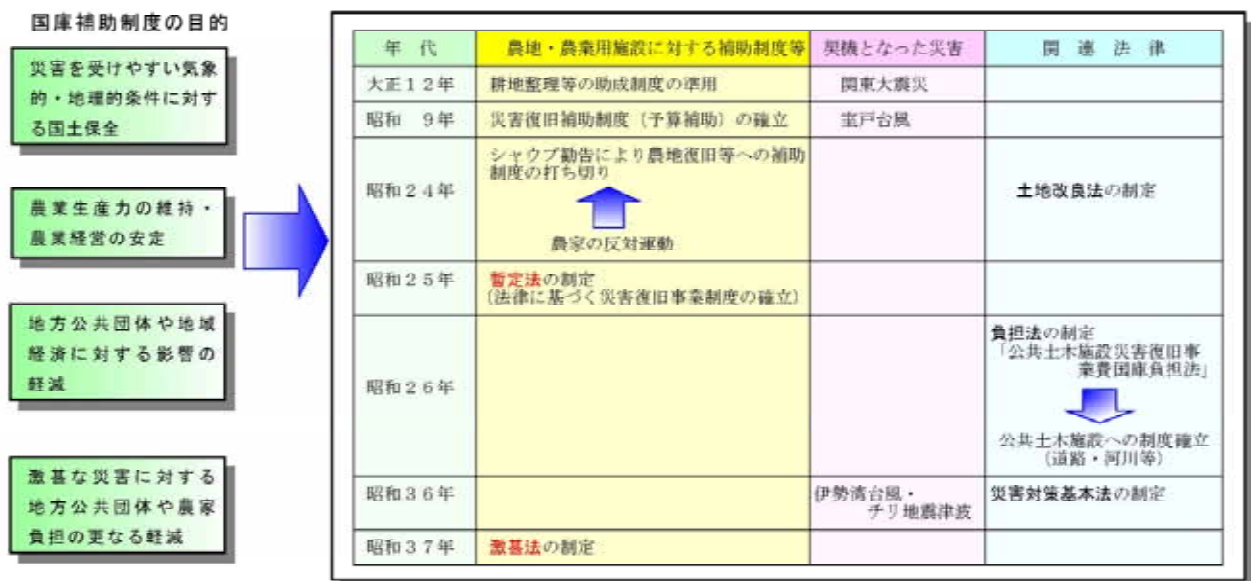 国庫補助制度の目的
災害を受けやすい気象
的・地理的条件に対す
る国土保全
農業生産力の維持・
農業経営の安定
地方公共団体や地域
経済に対する影響の
軽減
激甚な災害に対する
地方公共団体や農家
負担の更なる軽減
年 代 農地・農業用施設に対する補助制度等 契機となった災害 関 連 法 律
大正12年 耕地整理等の助成制度の準用 関東大震災
昭和 9年 災害復旧補助制度(予算補助)の確立 室戸台風
シャウプ勧告により農地復旧等への補助
制度の打ち切り
昭和24年 土地改良法の制定
農家の反対運動
昭和25年 暫定法の制定
(法律に基づく災害復旧事業制度の確立)
負担法の制定
「公共土木施設災害復旧事
業費国庫負担法」
昭和26年
公共土木施設への制度確立
(道路・河川等)
昭和36年 伊勢湾台風・ 災害対策基本法の制定
チリ地震津波
昭和37年 激甚法の制定